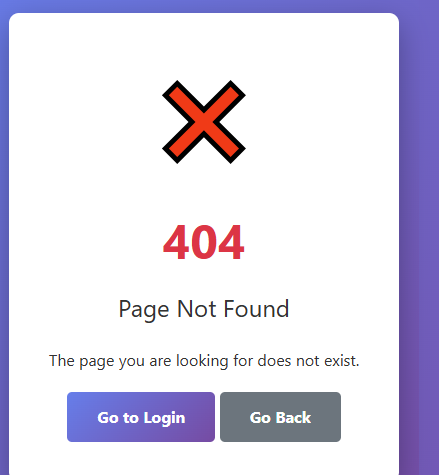 404
Page Not Found
The page you are looking for does not exist.
Go to Login
Go Back